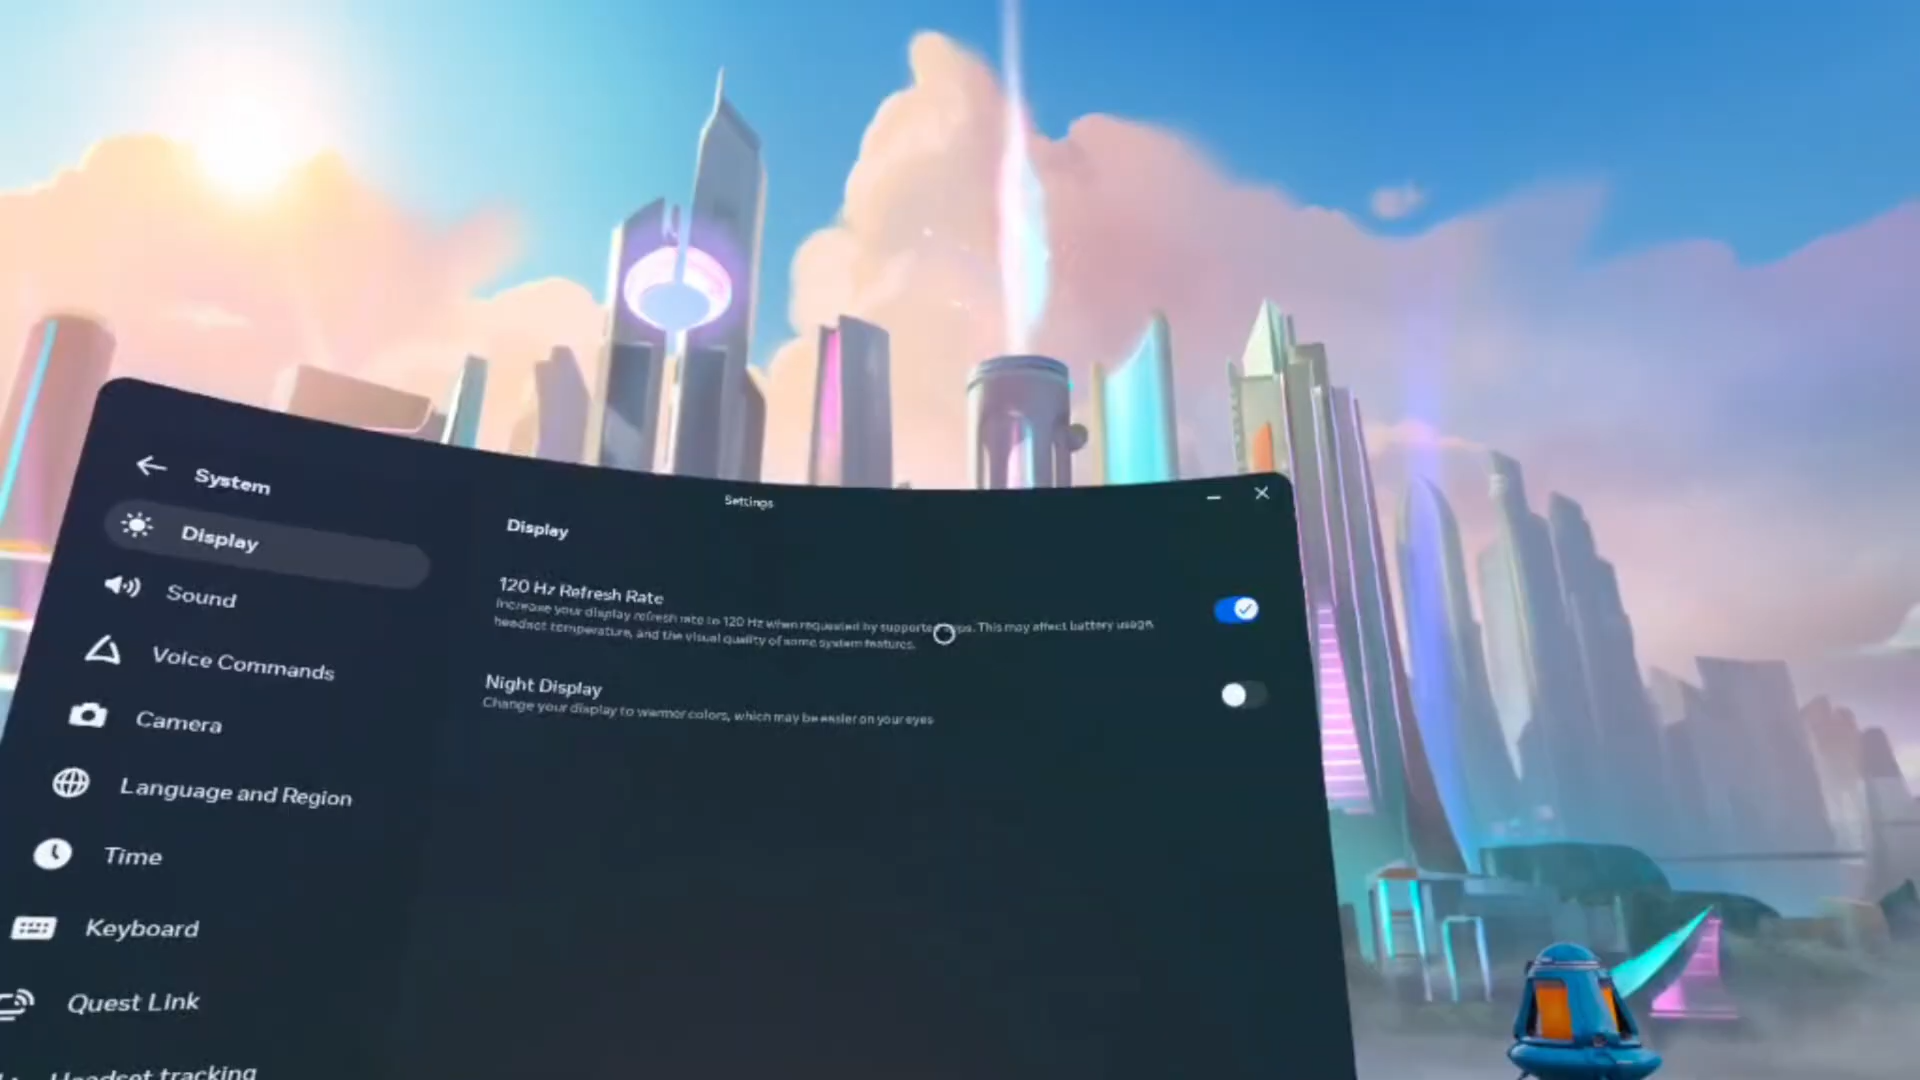 System
Settings
Display
Display
120 Hz Refresh Rate
Increase your display refresh rate to 120 Hz when requested by supported apps. This may affect battery usage,
headset temperature, and the visual quality of some system features.
Night Display
Change your display to warmer colors, which may be easier on your eyes
Sound
Voice Commands
Camera
Language and Region
Time
Keyboard
Quest Link
Headset tracking